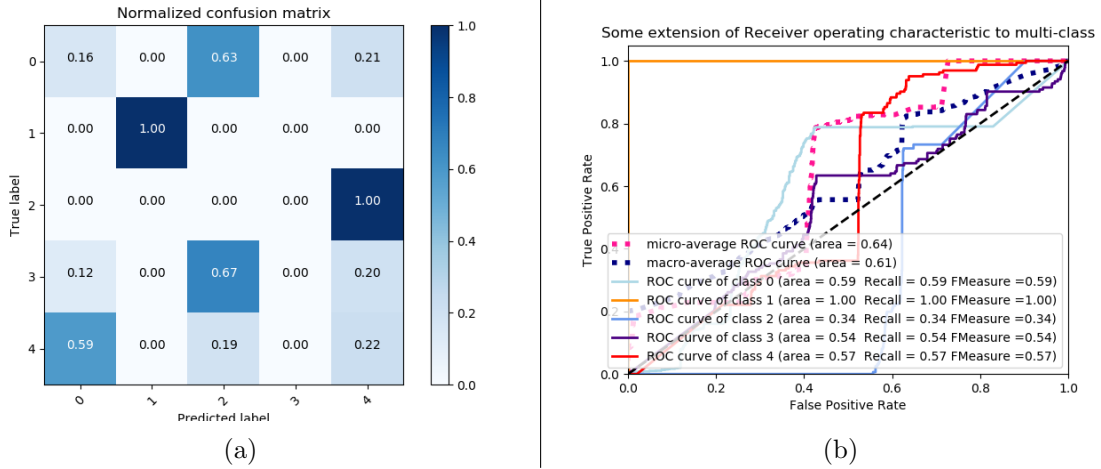 Normalized confusion matrix
1.0
0 0.16 0.00 0.63 0.00 0.21
0.8
1 0.00 1.00 0.00 0.00 0.00
0.6
True label
2 0.00 0.00 0.00 0.00 1.00
0.4
3 0.12 0.00 0.67 0.00 0.20
0.2
4 0.59 0.00 0.19 0.00 0.22
0.0
0 1 2 3 4
Predicted label
(a)
Some extension of Receiver operating characteristic to multi-class
1.0
0.8
0.6
True Positive Rate
0.4
0.2
0.0
micro-average ROC curve (area = 0.64)
macro-average ROC curve (area = 0.61)
ROC curve of class 0 (area = 0.59 Recall = 0.59 FMeasure =0.59)
ROC curve of class 1 (area = 1.00 Recall = 1.00 FMeasure =1.00)
ROC curve of class 2 (area = 0.34 Recall = 0.34 FMeasure =0.34)
ROC curve of class 3 (area = 0.54 Recall = 0.54 FMeasure =0.54)
ROC curve of class 4 (area = 0.57 Recall = 0.57 FMeasure =0.57)
0.0 0.2 0.4 0.6 0.8 1.0
False Positive Rate
(b)